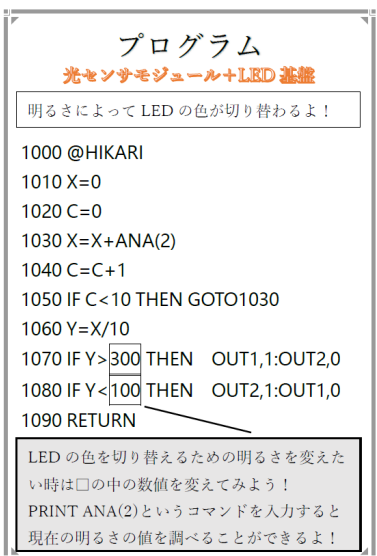 プログラム
光センサモジュール＋LED 基盤
明るさによって LED の色が切り替わるよ！
1000 @HIKARI
1010 X=0
1020 C=0
1030 X=X+ANA(2)
1040 C=C+1
1050 IF C<10 THEN GOTO1030
1060 Y=X/10
1070 IF Y>300 THEN　OUT1,1:OUT2,0
1080 IF Y<100 THEN　OUT2,1:OUT1,0
1090 RETURN
LED の色を切り替えるための明るさを変えた
い時は□の中の数値を変えてみよう！
PRINT ANA(2)というコマンドを入力すると
現在の明るさの値を調べることができるよ！